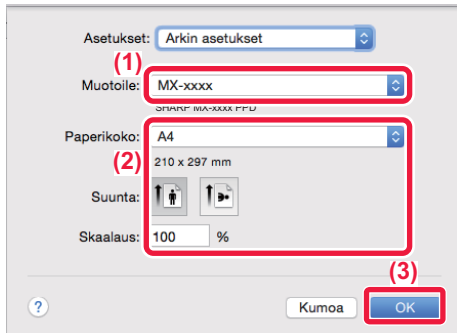 Asetukset: Arkin asetukset
(1)
Muotoile: MX-xxxx
SHARP MX-xxxx PPD
Paperikoko: A4
(2) 210 x 297 mm
Suunta:
Skaalaus: 100 %
(3)
? Kumoa OK